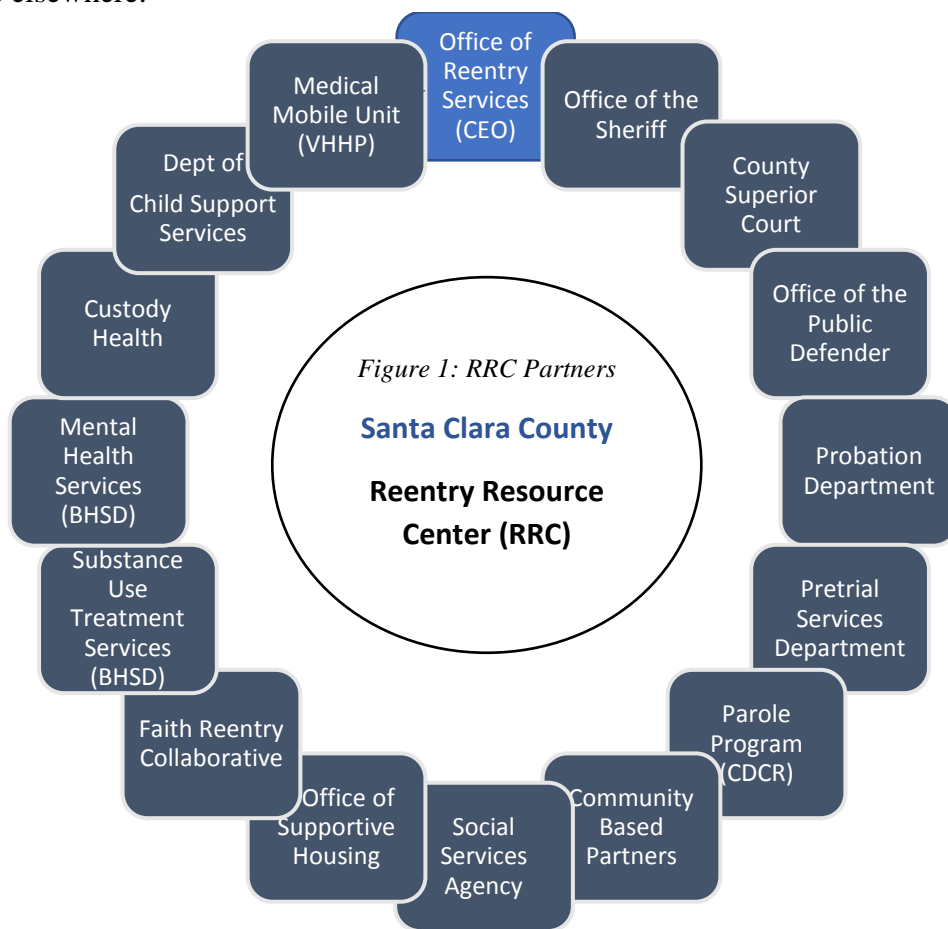 elsewhere.
Office of
Reentry
Services
(CEO)
Office of the
Sheriff
County
Superior
Court
Office of the
Public
Defender
Probation
Department
Pretrial
Services
Department
Parole
Program
(CDCR)
Community
Based
Partners
Social
Services
Agency
Office of
Supportive
Housing
Faith Reentry
Collaborative
Substance
Use
Treatment
Services
(BHSD)
Mental
Health
Services
(BHSD)
Custody
Health
Dept of
Child Support
Services
Medical
Mobile Unit
(VHHP)
Figure 1: RRC Partners
Santa Clara County
Reentry Resource
Center (RRC)